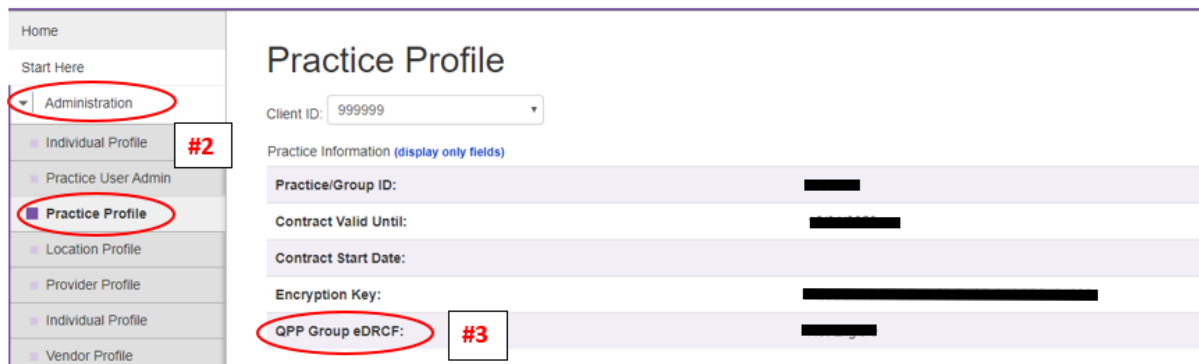 Home
Start Here
Administration
Individual Profile
#2
Practice User Admin
Practice Profile
Location Profile
Provider Profile
Individual Profile
Vendor Profile
Practice Profile
Client ID: 999999
Practice Information (display only fields)
Practice/Group ID:
Contract Valid Until:
Contract Start Date:
Encryption Key:
QPP Group eDRCF:
#3